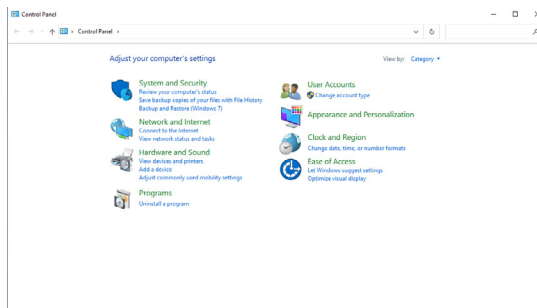 Control Panel
Control Panel
Adjust your computer's settings
View by: Category
System and Security
Review your computer's status
Save backup copies of your files with File History
Backup and Restore (Windows 7)
Network and Internet
Connect to the Internet
View network status and tasks
Hardware and Sound
View devices and printers
Add a device
Adjust commonly used mobility settings
Programs
Uninstall a program
User Accounts
Change account type
Appearance and Personalization
Clock and Region
Change date, time, or number formats
Ease of Access
Let Windows suggest settings
Optimize visual display